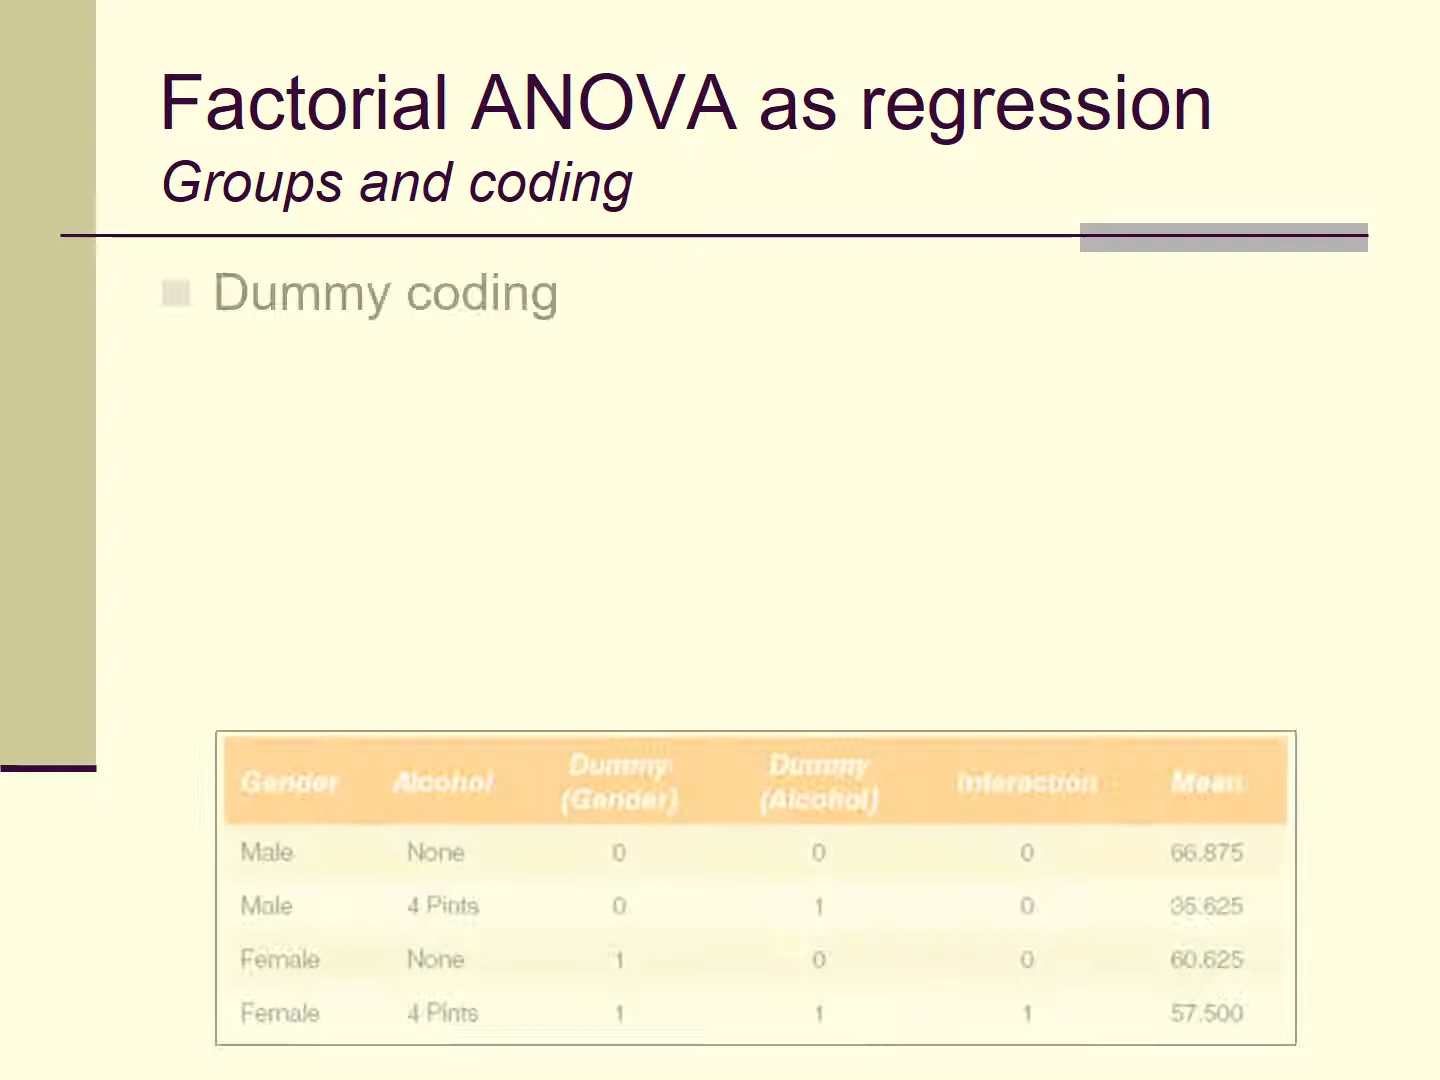 Factorial ANOVA as regression
Groups and coding
Dummy coding
Gender Alcohol Dummy (Gender) Dummy (Alcohol) Interaction Mean
Male None 0 0 0 66.875
Male 4 Pints 0 1 0 35.625
Female None 1 0 0 60.625
Female 4 Pints 1 1 1 57.500